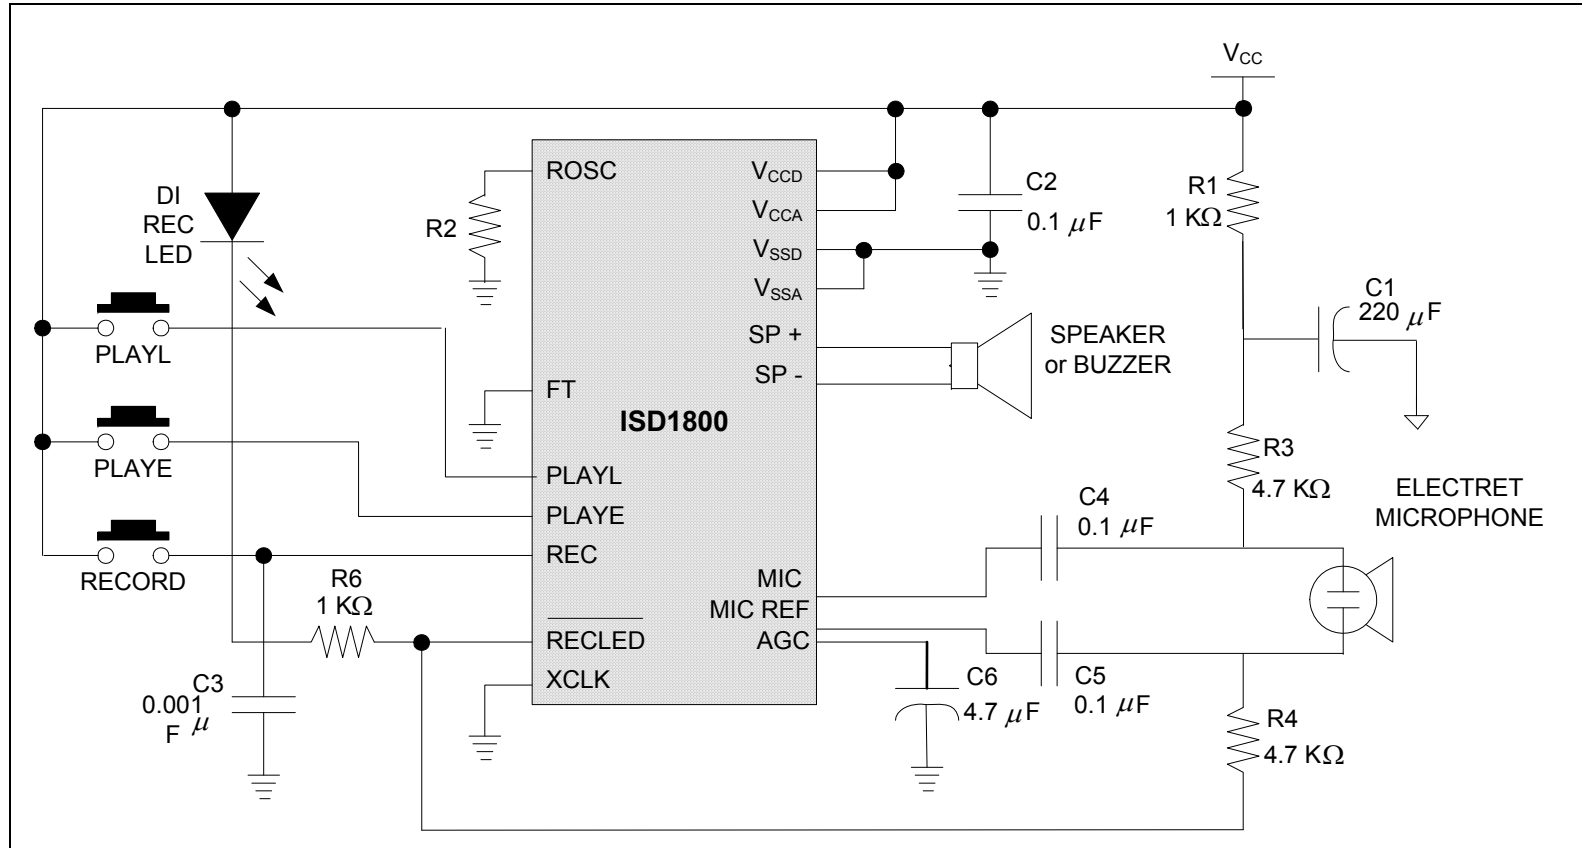 VCC
DI
REC
LED
R2
ROSC
VCCD
VCCA
VSSD
VSSA
SP +
SP -
FT
ISD1800
PLAYL
PLAYE
REC
RECLED
XCLK
MIC
MIC REF
AGC
C2
0.1 μF
R1
1 KΩ
C1
220 μF
SPEAKER
or BUZZER
PLAYL
PLAYE
RECORD
R3
4.7 KΩ
ELECTRET
MICROPHONE
C4
0.1 μF
R6
1 KΩ
C3
0.001
F μ
C6
4.7 μF
C5
0.1 μF
R4
4.7 KΩ